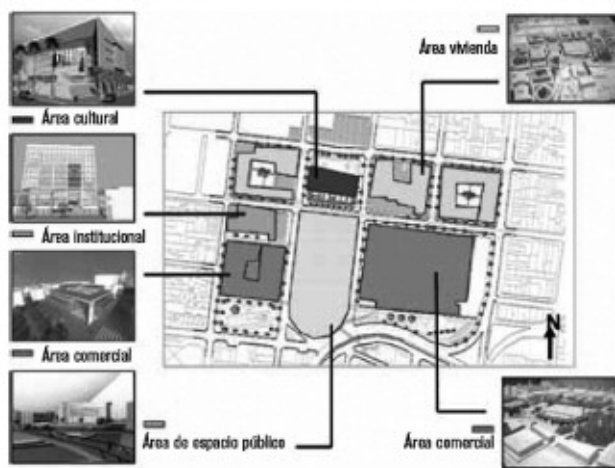 Área vivienda
Área cultural
Área institucional
Área comercial
Área de espacio público
Área comercial
N